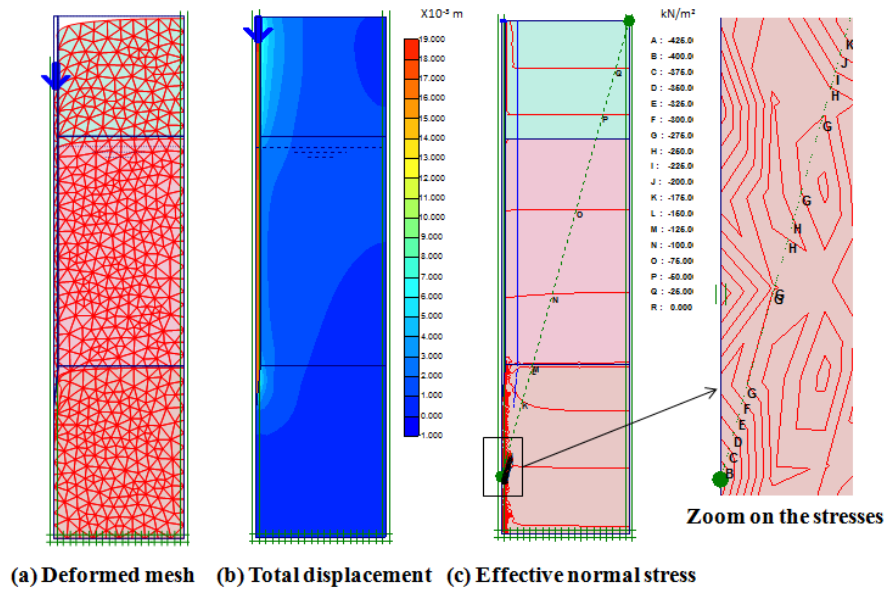 X10⁻³ m
19.000
18.000
17.000
16.000
15.000
14.000
13.000
12.000
11.000
10.000
9.000
8.000
7.000
6.000
5.000
4.000
3.000
2.000
1.000
0.000
-1.000
Q
P
O
N
M
K
kN/m²
A : -425.0
B : -400.0
C : -375.0
D : -350.0
E : -325.0
F : -300.0
G : -275.0
H : -250.0
I : -225.0
J : -200.0
K : -175.0
L : -150.0
M : -125.0
N : -100.0
O : -75.00
P : -50.00
Q : -25.00
R : 0.000
K
J
I
H
G
G
H
H
G
G
G
F
E
D
C
B
Zoom on the stresses
(a) Deformed mesh
(b) Total displacement
(c) Effective normal stress